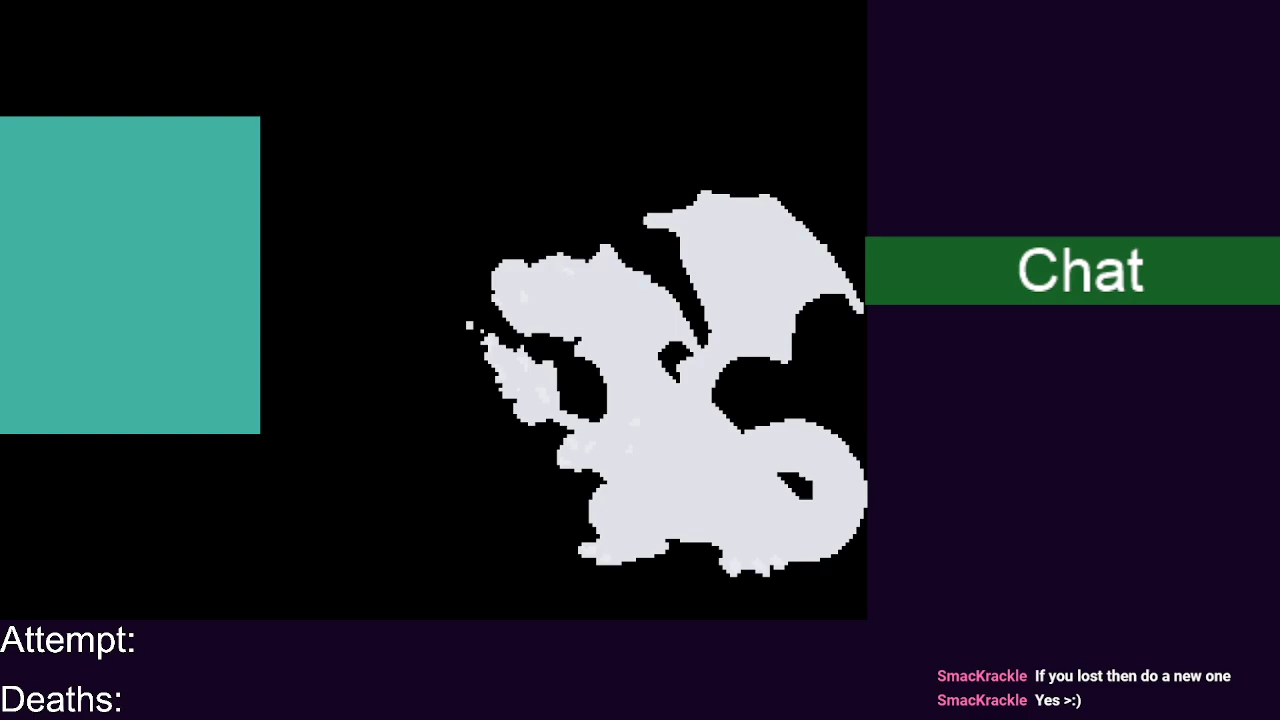 Chat
Attempt:
Deaths:
SmacKrackle If you lost then do a new one
SmacKrackle Yes >:)